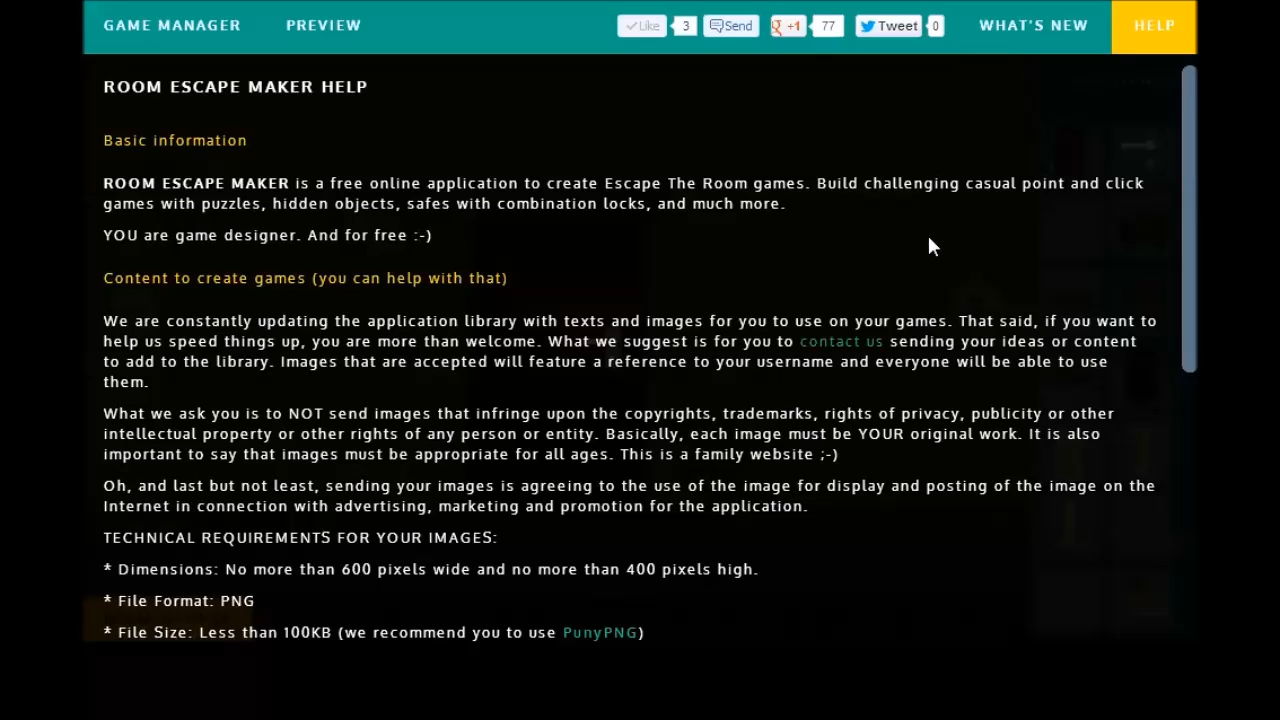 GAME MANAGER PREVIEW Like 3 Send +1 77 Tweet 0 WHAT'S NEW HELP
ROOM ESCAPE MAKER HELP
Basic information
ROOM ESCAPE MAKER is a free online application to create Escape The Room games. Build challenging casual point and click
games with puzzles, hidden objects, safes with combination locks, and much more.
YOU are game designer. And for free :-)
Content to create games (you can help with that)
We are constantly updating the application library with texts and images for you to use on your games. That said, if you want to
help us speed things up, you are more than welcome. What we suggest is for you to contact us sending your ideas or content
to add to the library. Images that are accepted will feature a reference to your username and everyone will be able to use
them.
What we ask you is to NOT send images that infringe upon the copyrights, trademarks, rights of privacy, publicity or other
intellectual property or other rights of any person or entity. Basically, each image must be YOUR original work. It is also
important to say that images must be appropriate for all ages. This is a family website ;-)
Oh, and last but not least, sending your images is agreeing to the use of the image for display and posting of the image on the
Internet in connection with advertising, marketing and promotion for the application.
TECHNICAL REQUIREMENTS FOR YOUR IMAGES:
* Dimensions: No more than 600 pixels wide and no more than 400 pixels high.
* File Format: PNG
* File Size: Less than 100KB (we recommend you to use PunyPNG)